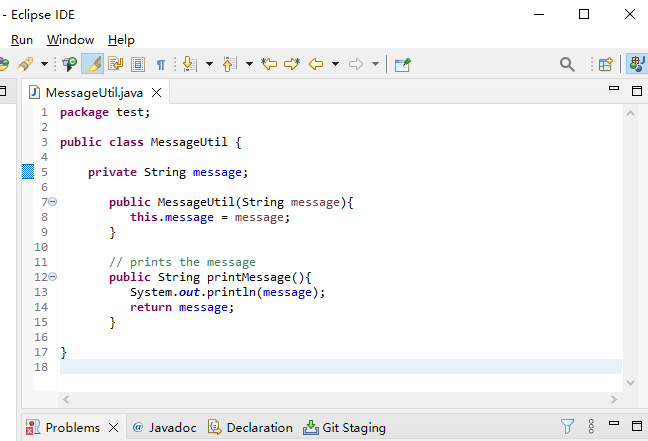 - Eclipse IDE
Run Window Help
MessageUtil.java
1 package test;
2
3 public class MessageUtil {
4
5 private String message;
6
7 public MessageUtil(String message){
8 this.message = message;
9 }
10
11 // prints the message
12 public String printMessage(){
13 System.out.println(message);
14 return message;
15 }
16
17 }
18
Problems @ Javadoc Declaration Git Staging